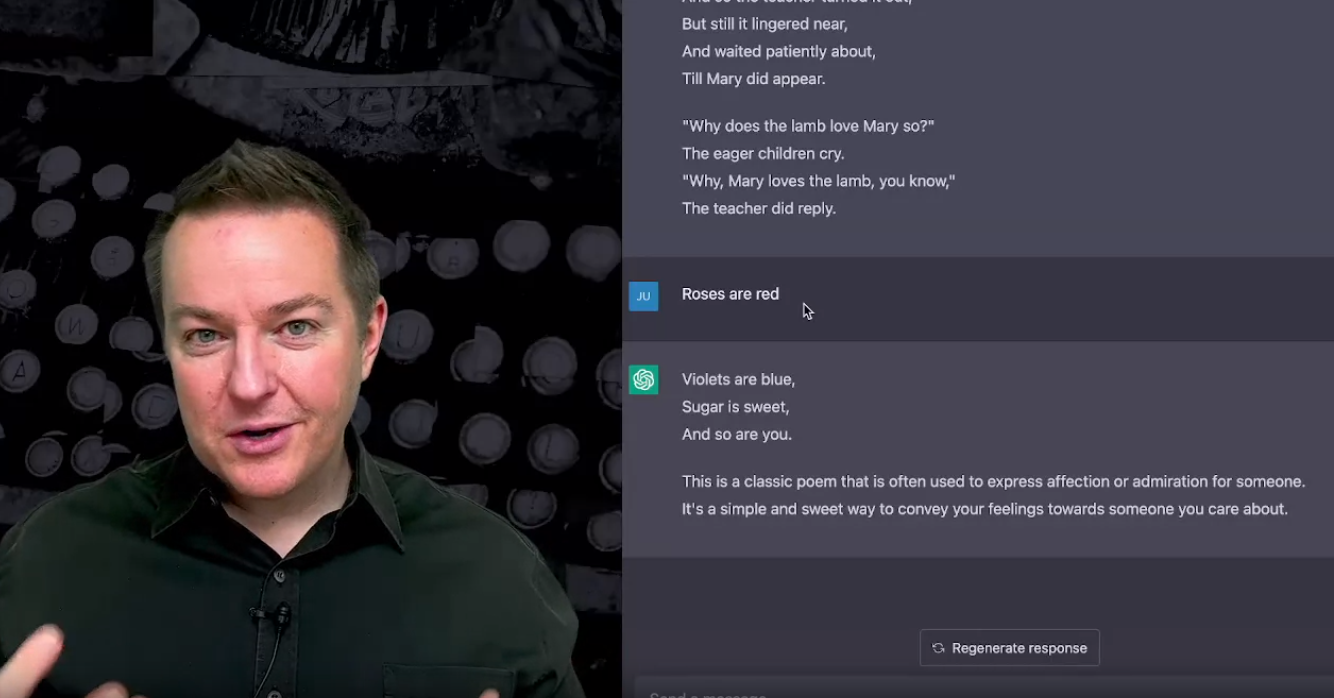 But still it lingered near,
And waited patiently about,
Till Mary did appear.
"Why does the lamb love Mary so?"
The eager children cry.
"Why, Mary loves the lamb, you know,"
The teacher did reply.
JU
Roses are red
Violets are blue,
Sugar is sweet,
And so are you.
This is a classic poem that is often used to express affection or admiration for someone.
It's a simple and sweet way to convey your feelings towards someone you care about.
Regenerate response